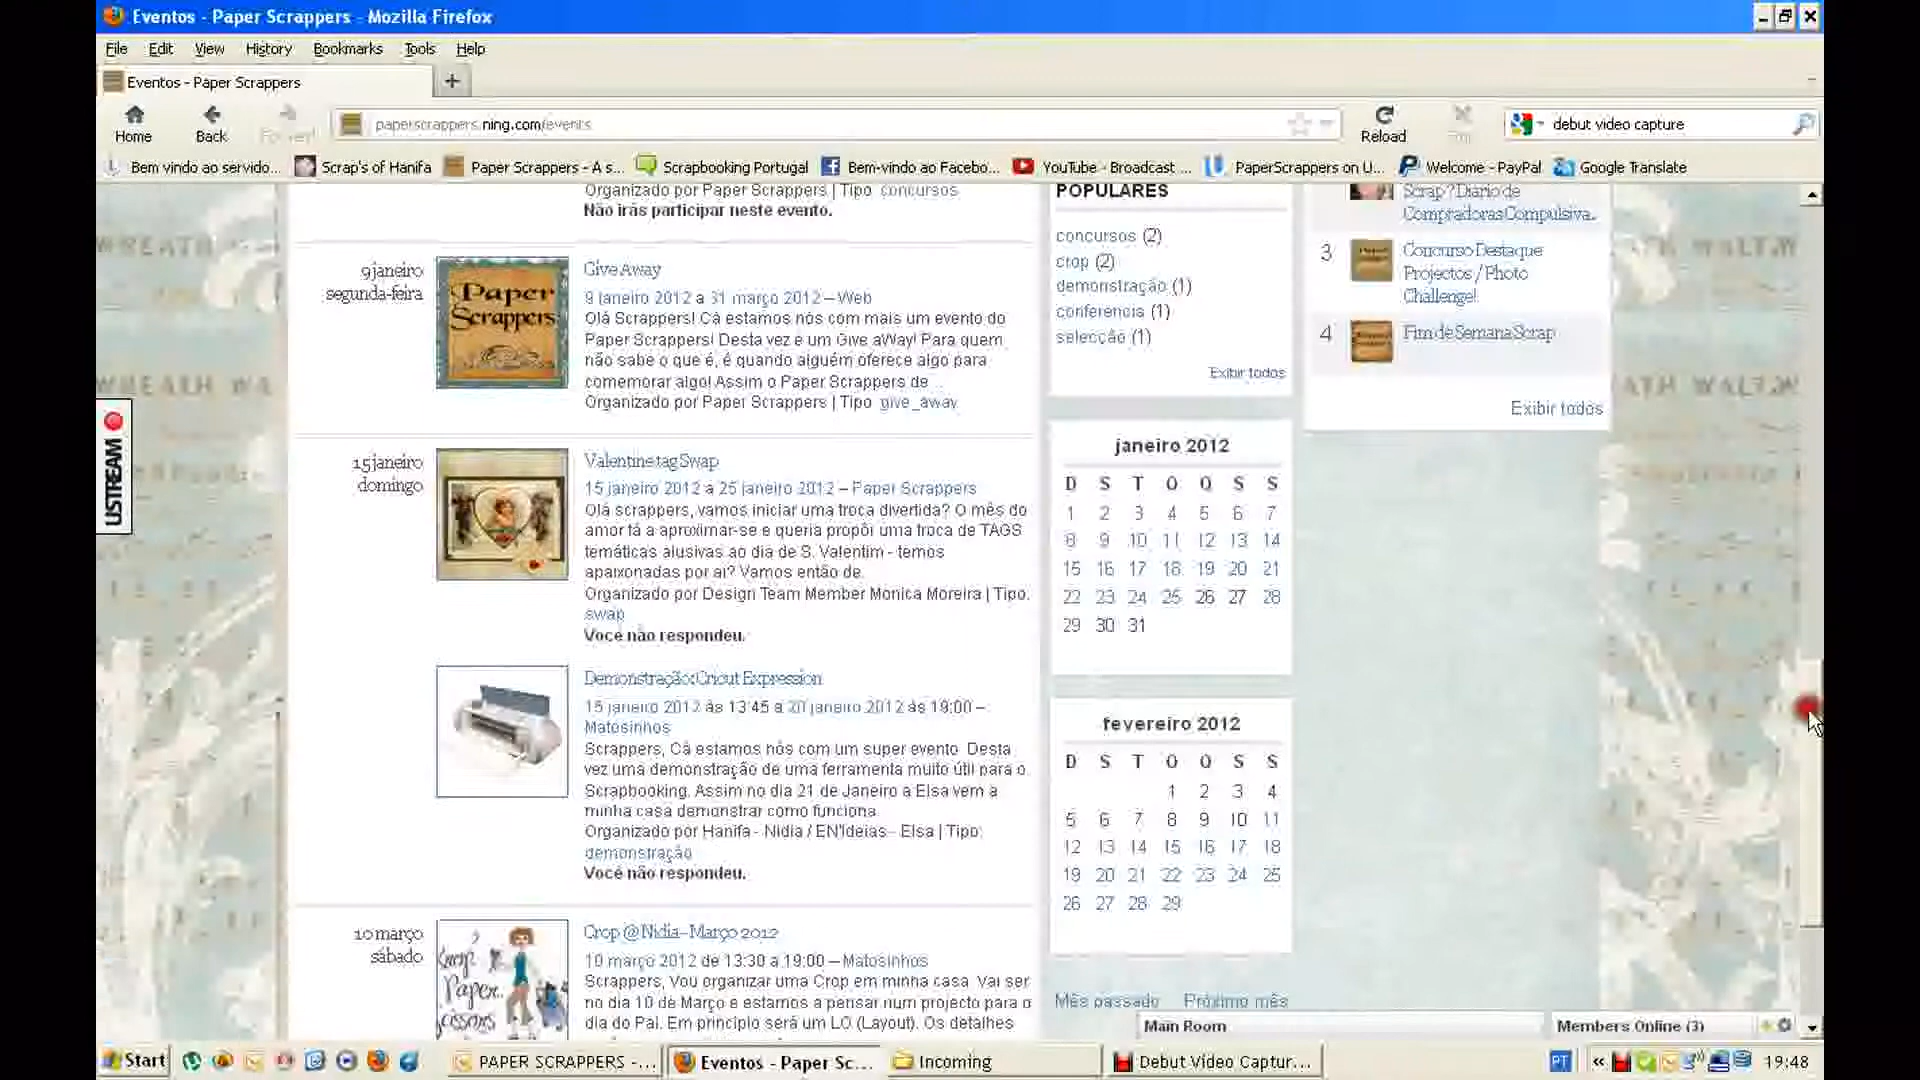 Eventos - Paper Scrappers - Mozilla Firefox
File Edit View History Bookmarks Tools Help
Eventos - Paper Scrappers
Home Back Forward paperscrappers.ning.com/events Reload debut video capture
Bem vindo ao servido... Scrap's of Hanifa Paper Scrappers - A s... Scrapbooking Portugal Bem-vindo ao Facebo... YouTube - Broadcast ... PaperScrappers on U... Welcome - PayPal Google Translate
Organizado por Paper Scrappers | Tipo: concursos
Não irás participar neste evento.
9 janeiro
segunda-feira
Paper
Scrappers
Give Away
9 janeiro 2012 a 31 março 2012 – Web
Olá Scrappers! Cá estamos nós com mais um evento do
Paper Scrappers! Desta vez é um Give aWay! Para quem
não sabe o que é, é quando alguém oferece algo para
comemorar algo! Assim o Paper Scrappers de…
Organizado por Paper Scrappers | Tipo: give_away
15 janeiro
domingo
Valentine tag Swap
15 janeiro 2012 a 25 janeiro 2012 – Paper Scrappers
Olá scrappers, vamos iniciar uma troca divertida? O mês do
amor tá a aproximar-se e queria propôr uma troca de TAGS
temáticas alusivas ao dia de S. Valentim - temos
apaixonadas por ai? Vamos então de…
Organizado por Design Team Member Monica Moreira | Tipo:
swap
Você não respondeu.
Demonstração: Cricut Expression
15 janeiro 2012 às 13:45 a 20 janeiro 2012 às 19:00 –
Matosinhos
Scrappers, Cá estamos nós com um super evento. Desta
vez uma demonstração de uma ferramenta muito útil para o
Scrapbooking. Assim no dia 21 de Janeiro a Elsa vem a
minha casa demonstrar como funciona
Organizado por Hanifa - Nidia / EN'Ideias - Elsa | Tipo:
demonstração
Você não respondeu.
10 março
sábado
Scrap
Paper
scissors
Crop @ Nidia - Março 2012
10 março 2012 de 13:30 a 19:00 – Matosinhos
Scrappers, Vou organizar uma Crop em minha casa. Vai ser
no dia 10 de Março e estamos a pensar num projecto para o
dia do Pai. Em principio será um LO (Layout). Os detalhes
POPULARES
concursos (2)
crop (2)
demonstração (1)
conferencia (1)
selecção (1)
Exibir todos
janeiro 2012
D S T Q Q S S
1 2 3 4 5 6 7
8 9 10 11 12 13 14
15 16 17 18 19 20 21
22 23 24 25 26 27 28
29 30 31
fevereiro 2012
D S T Q Q S S
1 2 3 4
5 6 7 8 9 10 11
12 13 14 15 16 17 18
19 20 21 22 23 24 25
26 27 28 29
Mês passado Próximo mês
Scrap? Diário de
Compradoras Compulsiva...
3 Concurso Destaque
Projectos / Photo
Challenge!
4 Fim de Semana Scrap
Exibir todos
USTREAM
Main Room Members Online (3)
Start PAPER SCRAPPERS - ... Eventos - Paper Sc... Incoming Debut Video Captur... PT « 19:48